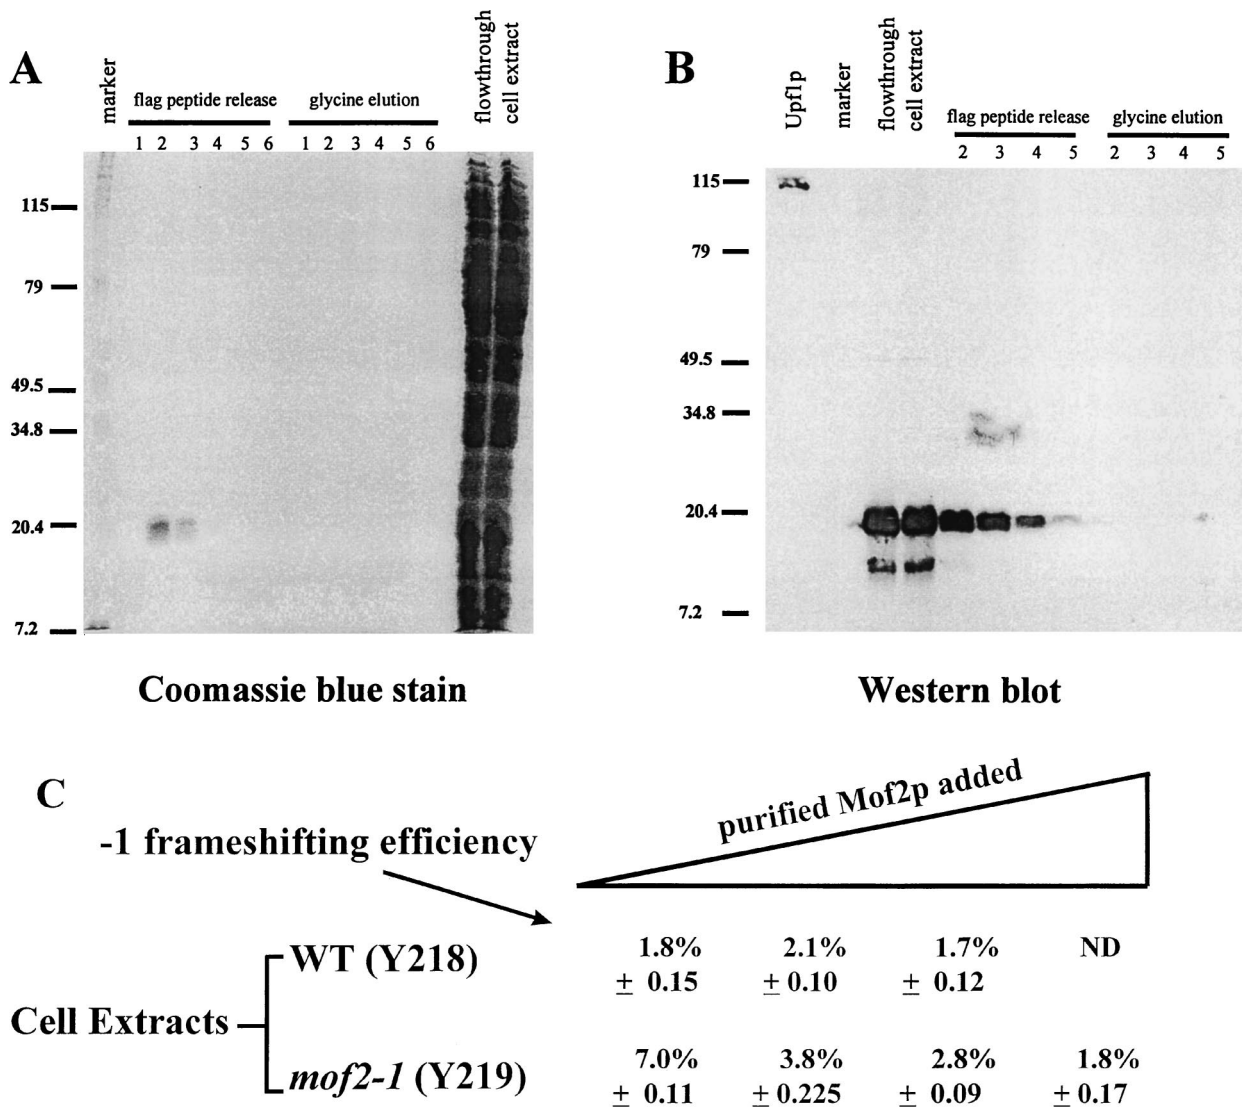 A
marker
flag peptide release
glycine elution
flowthrough
cell extract
1 2 3 4 5 6
1 2 3 4 5 6
115
79
49.5
34.8
20.4
7.2
Coomassie blue stain
B
Upf1p
marker
flowthrough
cell extract
flag peptide release
glycine elution
2 3 4 5
2 3 4 5
115
79
49.5
34.8
20.4
7.2
Western blot
C
-1 frameshifting efficiency
purified Mof2p added
Cell Extracts
WT (Y218)
1.8% 2.1% 1.7% ND
± 0.15 ± 0.10 ± 0.12
mof2-1 (Y219)
7.0% 3.8% 2.8% 1.8%
± 0.11 ± 0.225 ± 0.09 ± 0.17